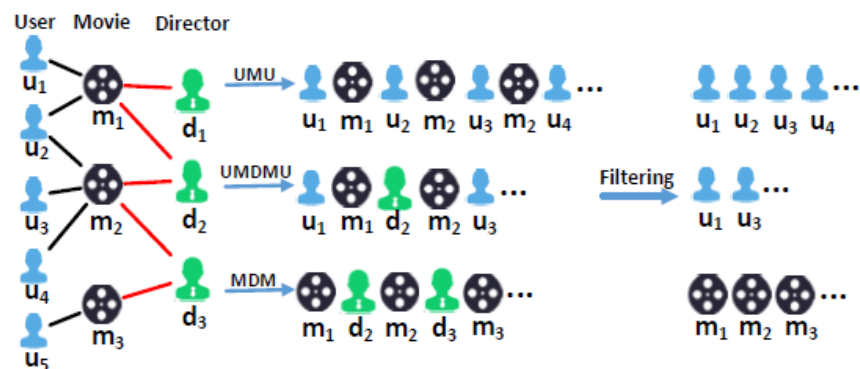 User Movie Director
u1
m1
d1
u2
u3
m2
d2
u4
u5
m3
d3
UMU
u1 m1 u2 m2 u3 m2 u4 ...
UMDMU
u1 m1 d2 m2 u3 ...
MDM
m1 d2 m2 d3 m3 ...
Filtering
u1 u2 u3 u4 ...
u1 u3 ...
m1 m2 m3 ...